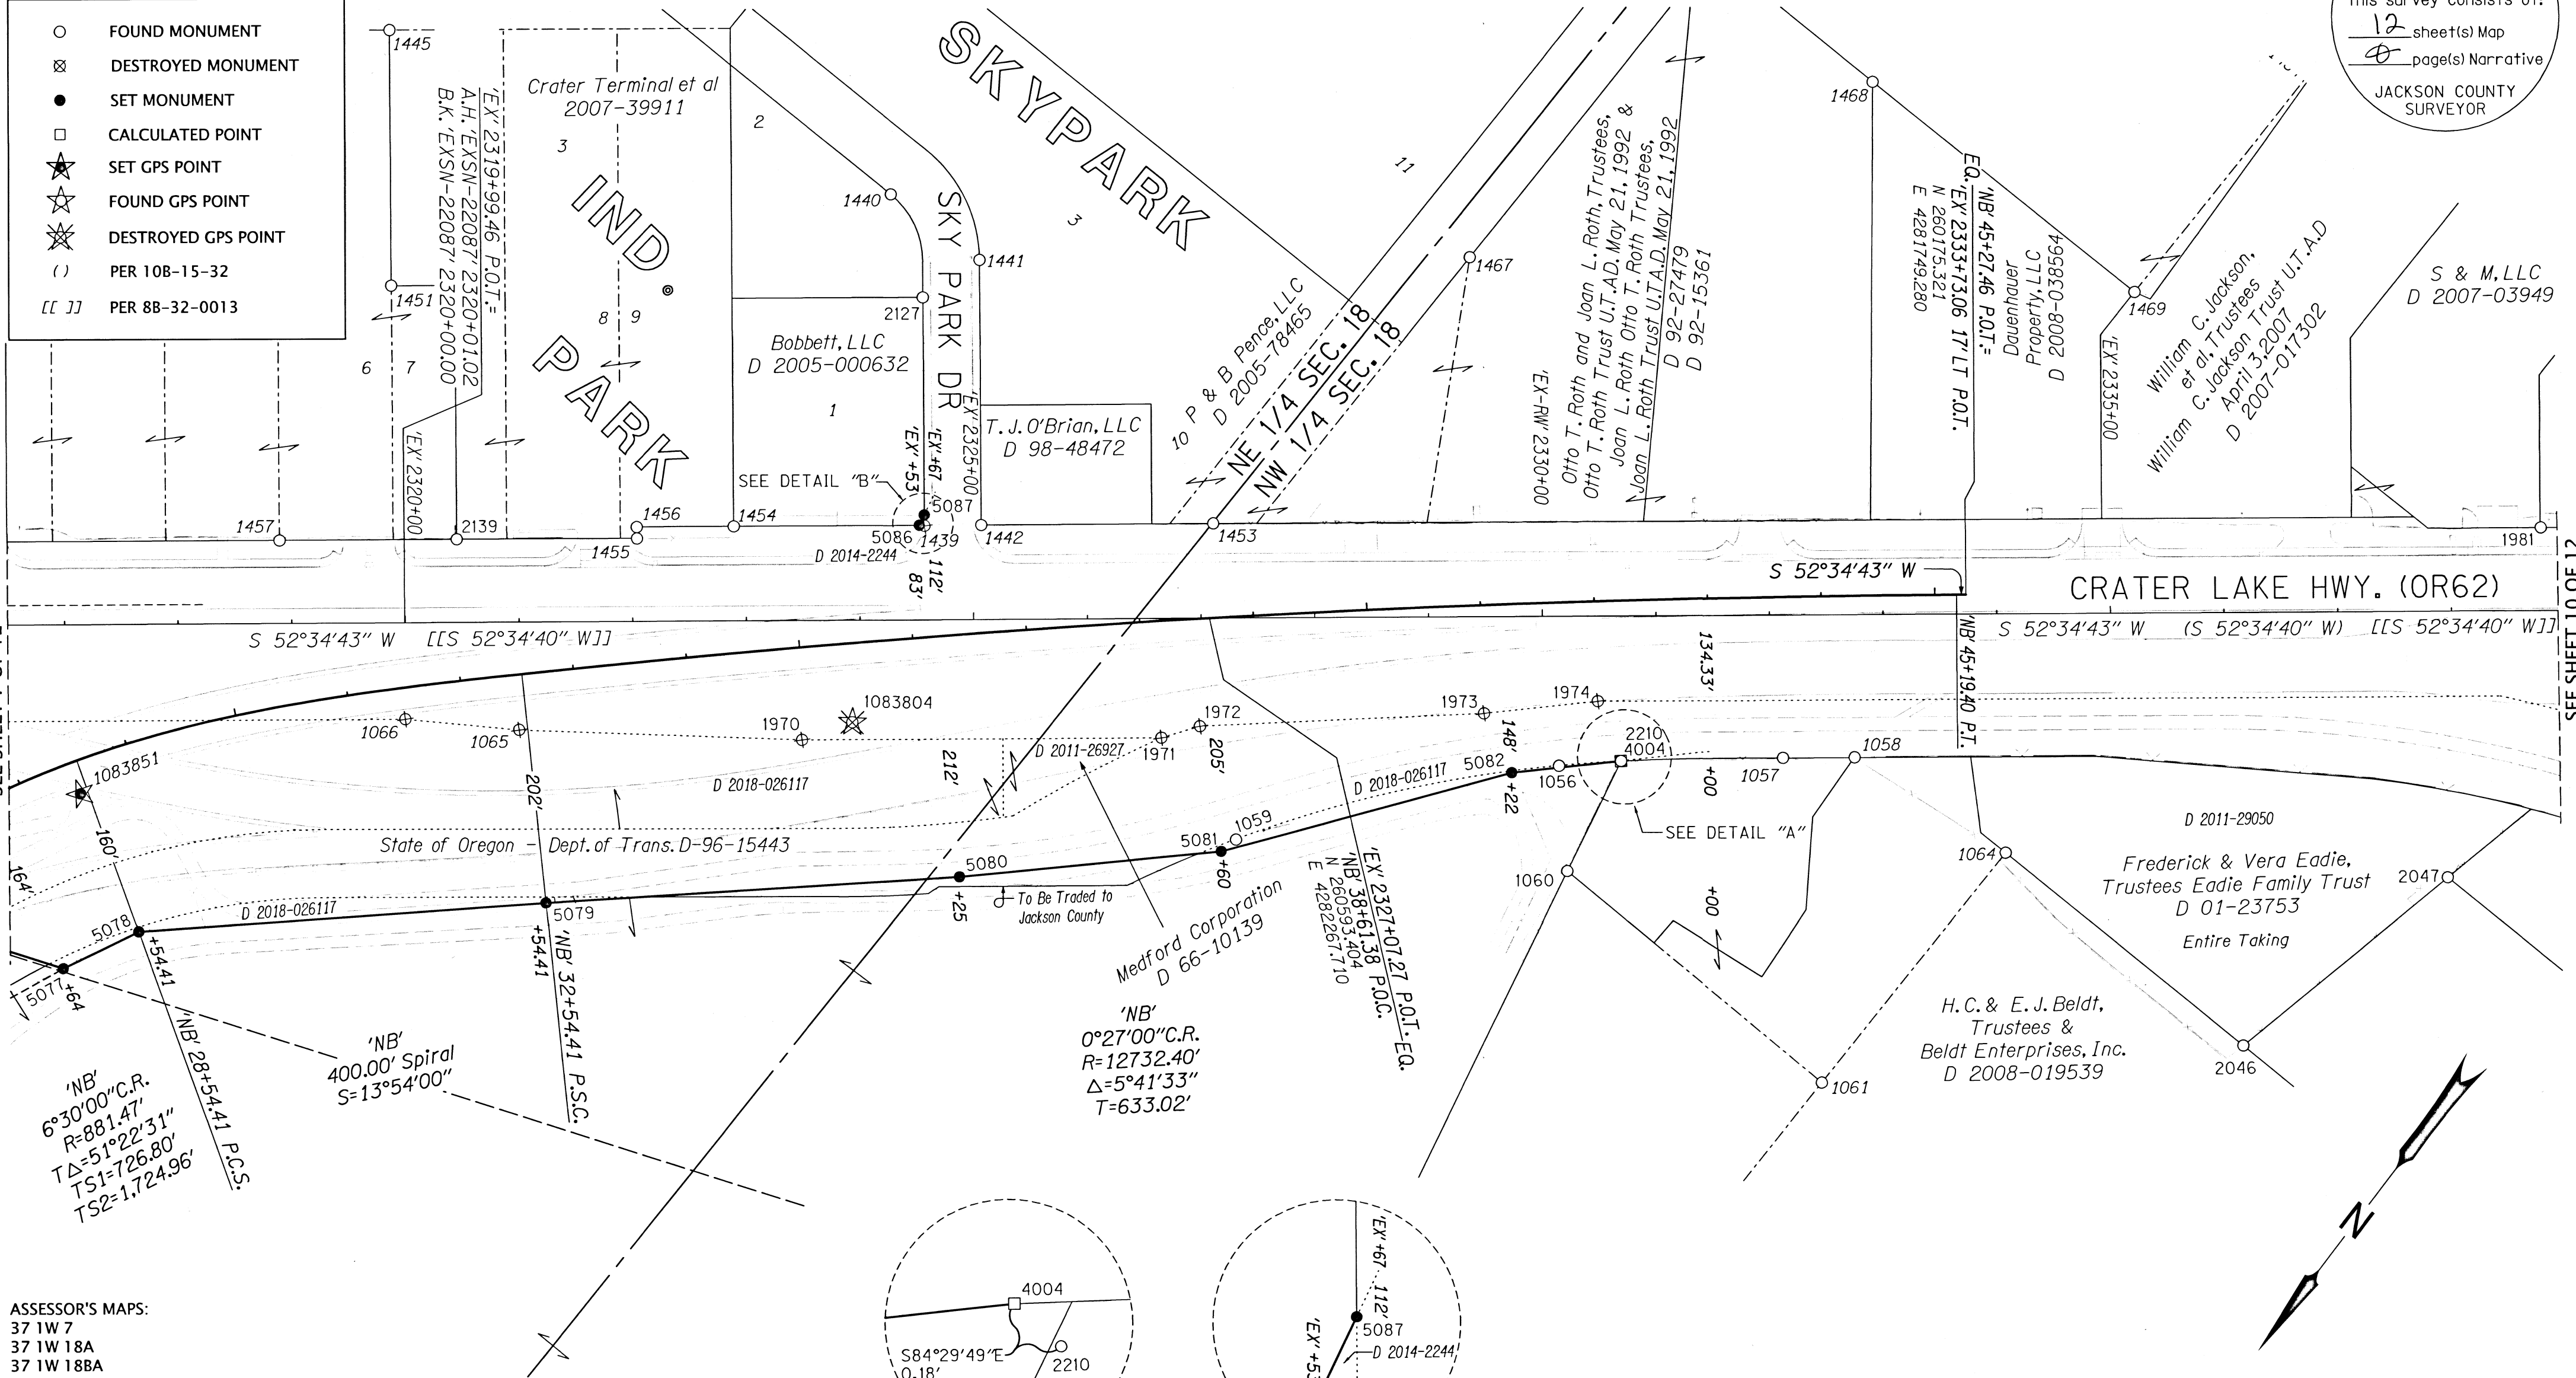 FOUND MONUMENT
DESTROYED MONUMENT
SET MONUMENT
CALCULATED POINT
SET GPS POINT
FOUND GPS POINT
DESTROYED GPS POINT
( ) PER 10B-15-32
[[ ]] PER 8B-32-0013
This survey consists of:
12 sheet(s) Map
0 page(s) Narrative
JACKSON COUNTY
SURVEYOR
1445
1451
'EX' 2319+99.46 P.O.T.=
A.H. 'EXSN-22087' 2320+01.02
B.K. 'EXSN-22087' 2320+00.00
Crater Terminal et al
2007-39911
3
2
IND.
PARK
8
9
6
7
1440
2127
SKY PARK DR
1441
SKYPARK
3
11
Bobbett, LLC
D 2005-000632
1
SEE DETAIL "B"
'EX' +53
'EX' +67
'EX' 2325+00
T.J. O'Brian, LLC
D 98-48472
10
P & B Pence, LLC
D 2005-78465
NE 1/4 SEC. 18
NW 1/4 SEC. 18
1467
'EX-RW' 2330+00
Otto T. Roth and Joan L. Roth, Trustees,
Otto T. Roth Trust U.T.A.D. May 21, 1992 &
Joan L. Roth Otto T. Roth Trustees,
Joan L. Roth Trust U.T.A.D. May 21, 1992
D 92-27479
D 92-15361
1468
'NB' 45+27.46 P.O.T.=
EQ. 'EX' 2333+73.06 17' LT P.O.T.
N 260175.321
E 4281749.280
Dauenhauer
Property, LLC
D 2008-038564
1469
'EX' 2335+00
William C. Jackson,
et al, Trustees
William C. Jackson Trust U.T.A.D
April 3, 2007
D 2007-017302
S & M, LLC
D 2007-03949
'EX' 2320+00
1457
2139
1455
1456
1454
5086
5087
1439
1442
1453
1981
D 2014-2244
112'
83'
S 52°34'43" W
CRATER LAKE HWY. (OR62)
SEE SHEET 10 OF 12
S 52°34'43" W [[S 52°34'40" W]]
S 52°34'43" W (S 52°34'40" W) [[S 52°34'40" W]]
134.33'
'NB' 45+19.40 P.T.
1066
1065
1970
1083804
1971
1972
1973
1974
1083851
160'
164'
202'
212'
205'
148'
D 2018-026117
D 2011-26927
State of Oregon - Dept. of Trans. D-96-15443
D 2018-026117
5082
1056
2210
4004
1057
1058
+00
+22
SEE DETAIL "A"
5081
1059
+60
5080
+25
To Be Traded to
Jackson County
5079
+54.41
D 2018-026117
5078
+54.41
5077
+64
'NB' 28+54.41 P.C.S.
'NB' 32+54.41 P.S.C.
Medford Corporation
D 66-10139
'EX' 2327+07.27 P.O.T. EQ.
'NB' 38+61.38 P.O.C.
N 260593.404
E 4282267.710
1060
+00
1064
D 2011-29050
Frederick & Vera Eadie,
Trustees Eadie Family Trust
D 01-23753
Entire Taking
2047
H.C. & E.J. Beldt,
Trustees &
Beldt Enterprises, Inc.
D 2008-019539
2046
1061
'NB'
6°30'00"C.R.
R=881.47'
TΔ=51°22'31"
TS1=726.80'
TS2=1,724.96'
'NB'
400.00' Spiral
S=13°54'00"
'NB'
0°27'00"C.R.
R=12732.40'
Δ=5°41'33"
T=633.02'
N
4004
S84°29'49"E
0.18'
2210
'EX' +67
112'
5087
D 2014-2244
'EX' +53
ASSESSOR'S MAPS:
37 1W 7
37 1W 18A
37 1W 18BA